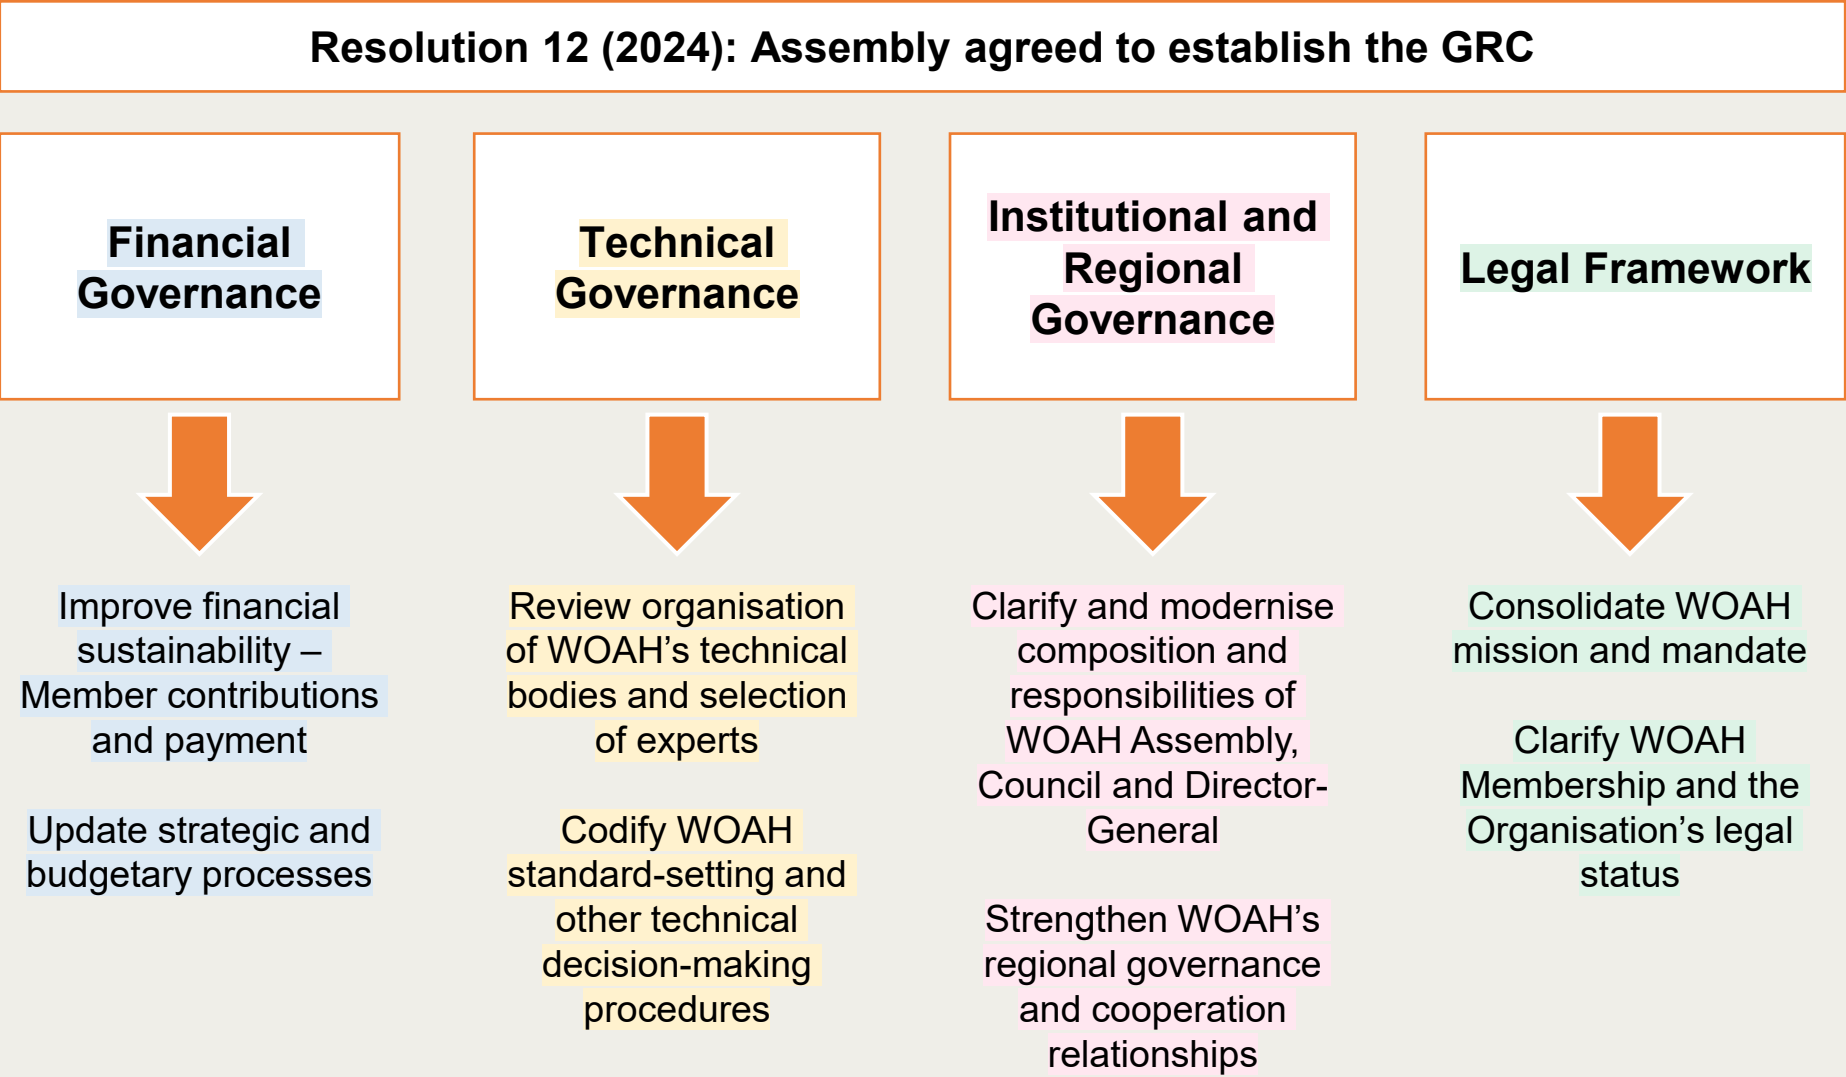 Resolution 12 (2024): Assembly agreed to establish the GRC
Financial
Governance
Technical
Governance
Institutional and
Regional
Governance
Legal Framework
Improve financial
sustainability –
Member contributions
and payment
Update strategic and
budgetary processes
Review organisation
of WOAH’s technical
bodies and selection
of experts
Codify WOAH
standard-setting and
other technical
decision-making
procedures
Clarify and modernise
composition and
responsibilities of
WOAH Assembly,
Council and Director-
General
Strengthen WOAH’s
regional governance
and cooperation
relationships
Consolidate WOAH
mission and mandate
Clarify WOAH
Membership and the
Organisation’s legal
status